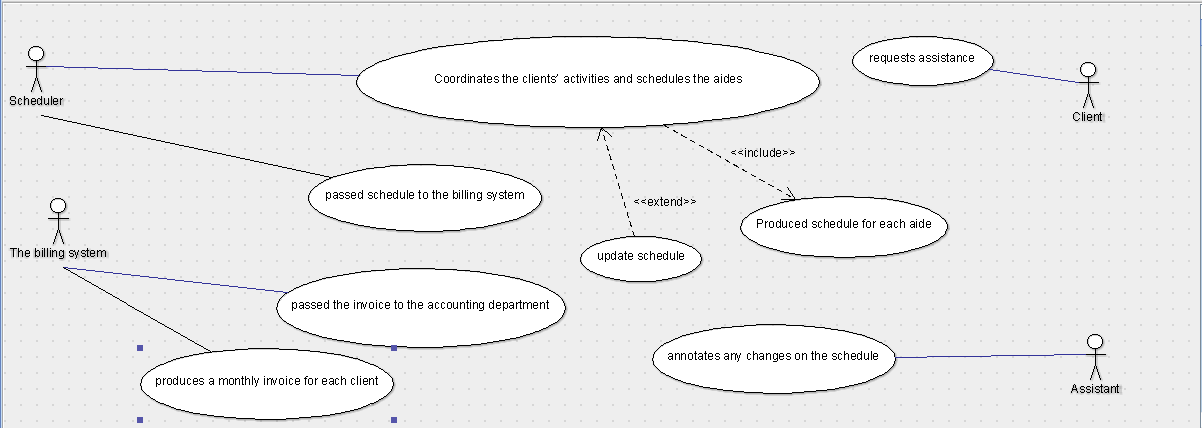 Coordinates the clients' activities and schedules the aides
requests assistance
Scheduler
Client
<<include>>
passed schedule to the billing system
<<extend>>
Produced schedule for each aide
The billing system
update schedule
passed the invoice to the accounting department
annotates any changes on the schedule
produces a monthly invoice for each client
Assistant